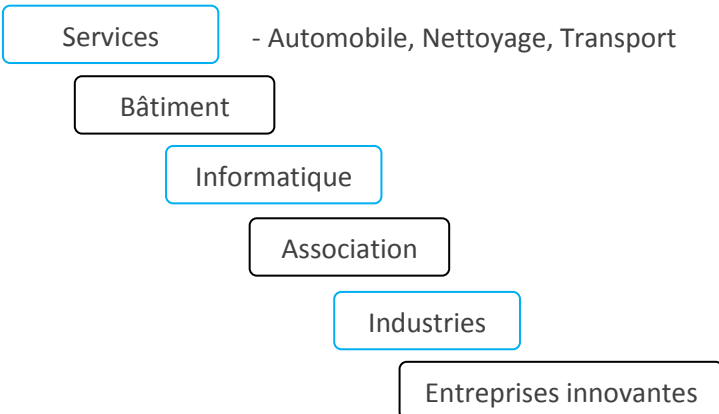 Services - Automobile, Nettoyage, Transport
Bâtiment
Informatique
Association
Industries
Entreprises innovantes